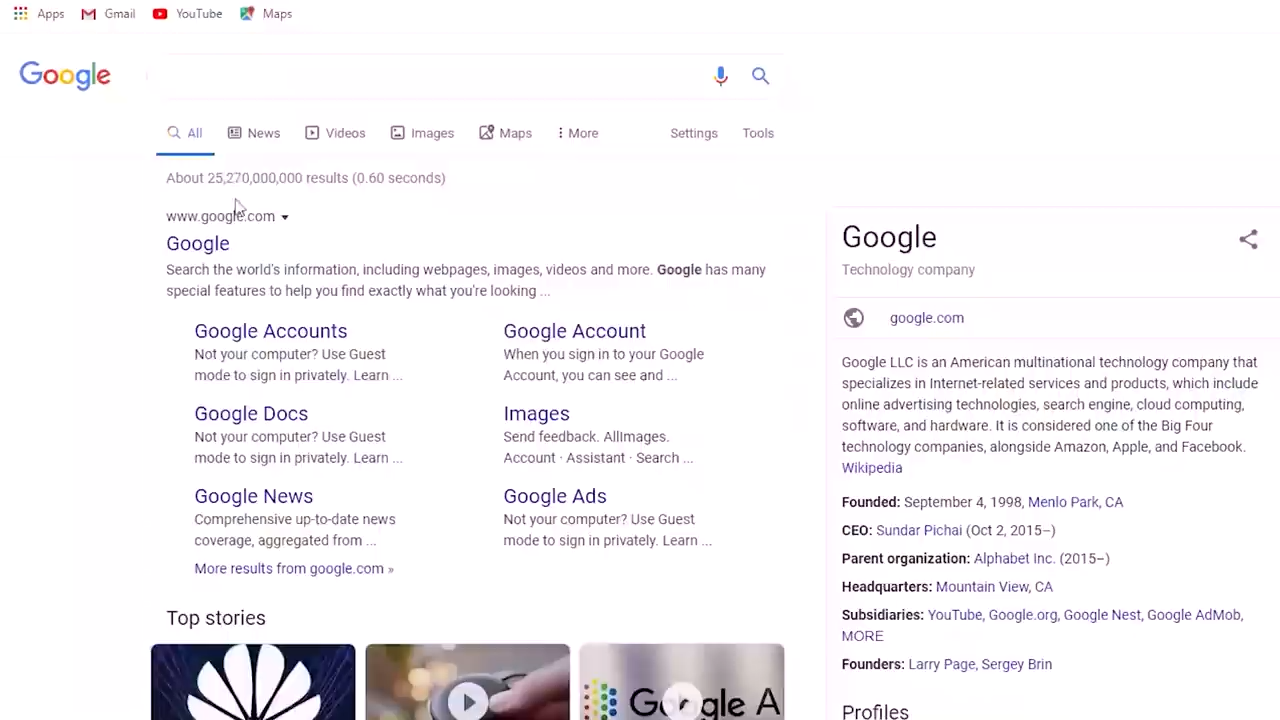 Apps Gmail YouTube Maps
Google
All News Videos Images Maps More Settings Tools
About 25,270,000,000 results (0.60 seconds)
www.google.com
Google
Search the world's information, including webpages, images, videos and more. Google has many
special features to help you find exactly what you're looking ...
Google Accounts
Not your computer? Use Guest
mode to sign in privately. Learn ...
Google Account
When you sign in to your Google
Account, you can see and ...
Google Docs
Not your computer? Use Guest
mode to sign in privately. Learn ...
Images
Send feedback. AllImages.
Account · Assistant · Search ...
Google News
Comprehensive up-to-date news
coverage, aggregated from ...
Google Ads
Not your computer? Use Guest
mode to sign in privately. Learn ...
More results from google.com »
Top stories
Google A
Google
Technology company
google.com
Google LLC is an American multinational technology company that
specializes in Internet-related services and products, which include
online advertising technologies, search engine, cloud computing,
software, and hardware. It is considered one of the Big Four
technology companies, alongside Amazon, Apple, and Facebook.
Wikipedia
Founded: September 4, 1998, Menlo Park, CA
CEO: Sundar Pichai (Oct 2, 2015–)
Parent organization: Alphabet Inc. (2015–)
Headquarters: Mountain View, CA
Subsidiaries: YouTube, Google.org, Google Nest, Google AdMob,
MORE
Founders: Larry Page, Sergey Brin
Profiles